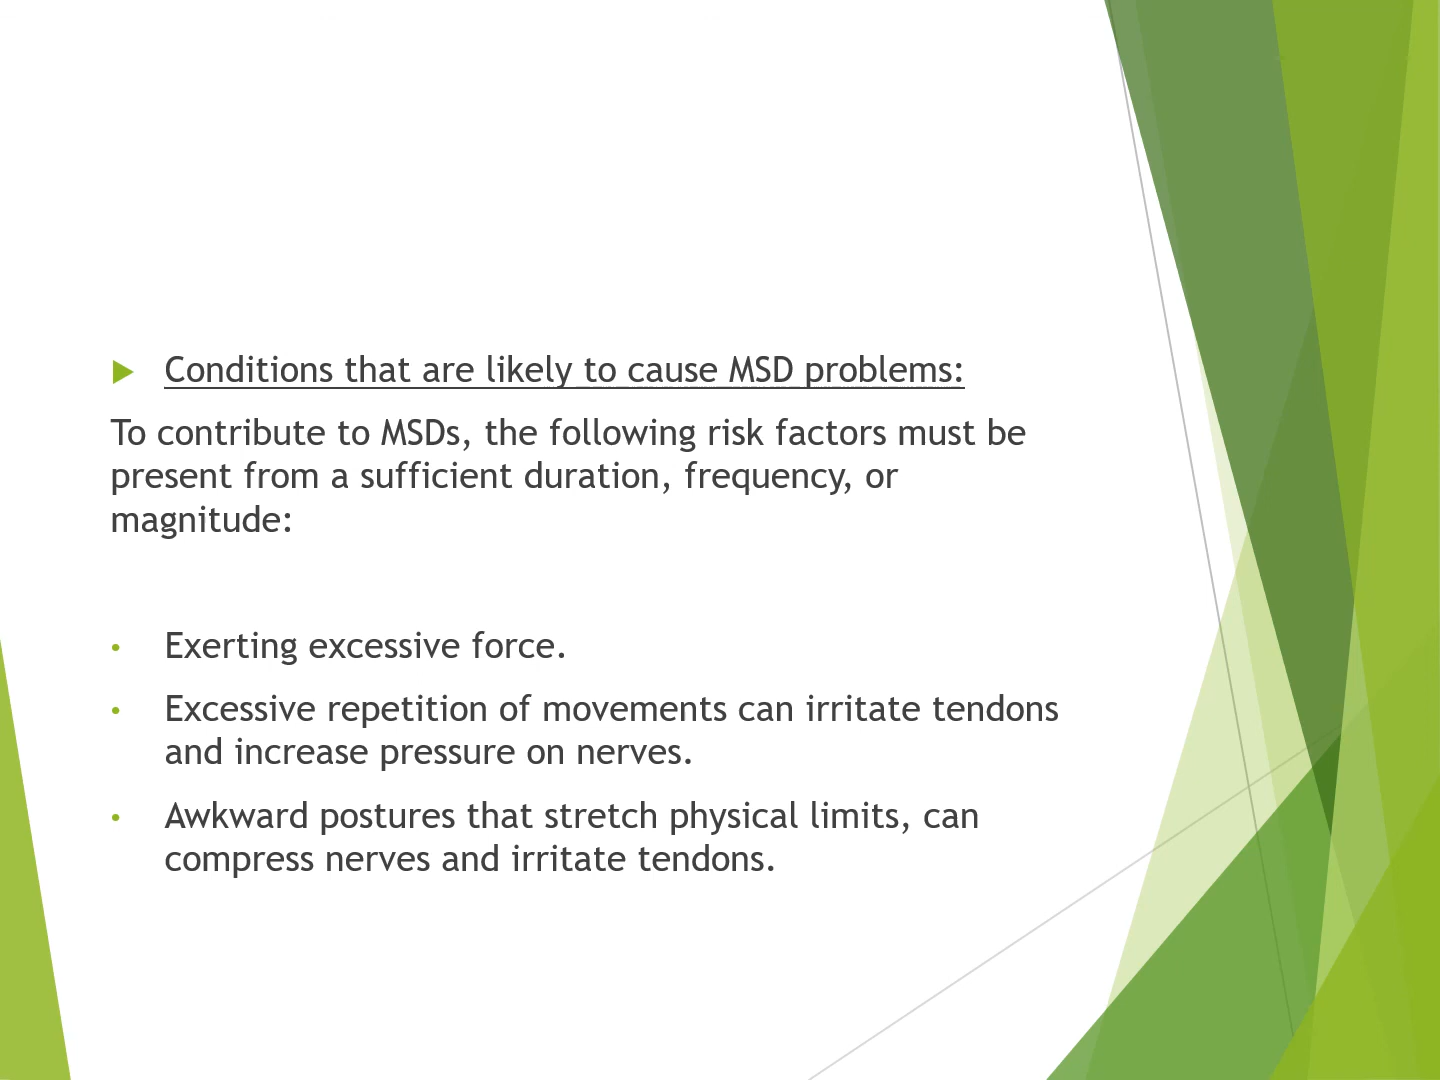 Conditions that are likely to cause MSD problems:
To contribute to MSDs, the following risk factors must be
present from a sufficient duration, frequency, or
magnitude:
• Exerting excessive force.
• Excessive repetition of movements can irritate tendons
and increase pressure on nerves.
• Awkward postures that stretch physical limits, can
compress nerves and irritate tendons.